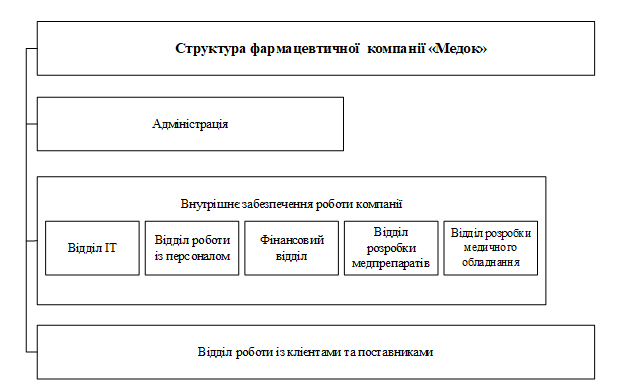 Структура фармацевтичної компанії «Медок»
Адміністрація
Внутрішнє забезпечення роботи компанії
Відділ ІТ
Відділ роботи
із персоналом
Фінансовий
відділ
Відділ
розробки
медпрепаратів
Відділ розробки
медичного
обладнання
Відділ роботи із клієнтами та поставниками